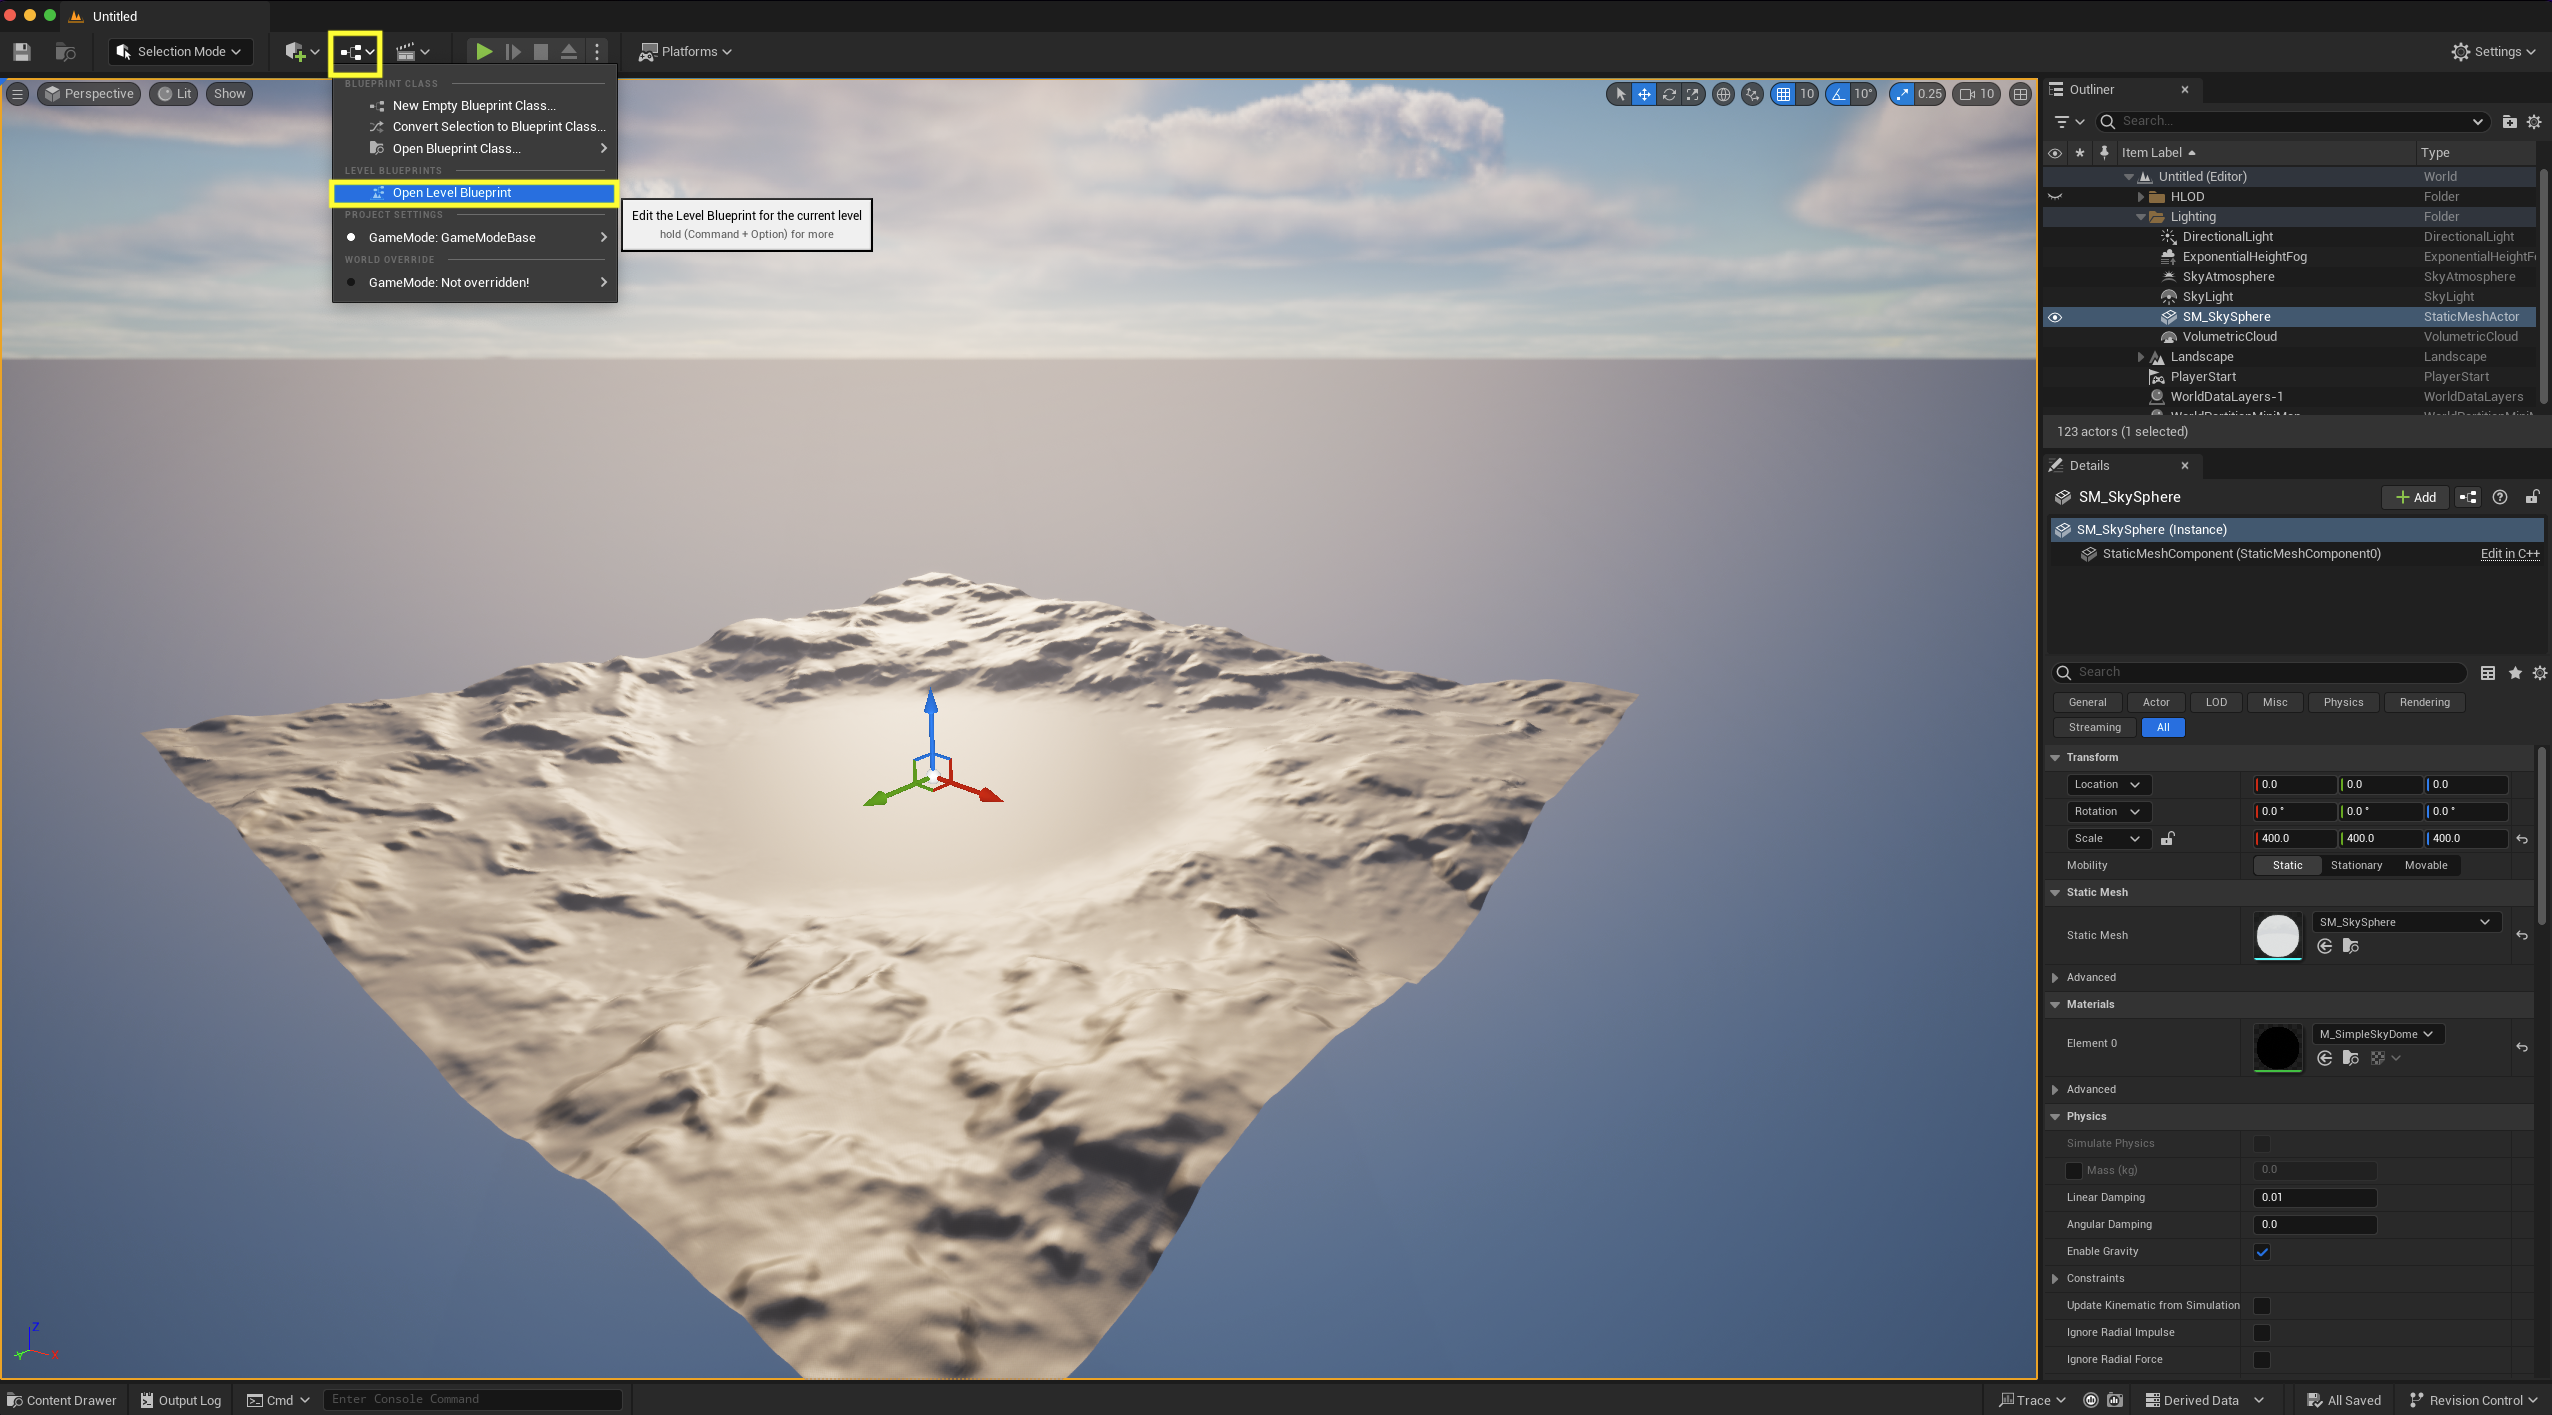 Untitled
Selection Mode
Platforms
Settings
Perspective
Lit
Show
10
10°
0.25
10
BLUEPRINT CLASS
New Empty Blueprint Class...
Convert Selection to Blueprint Class...
Open Blueprint Class...
LEVEL BLUEPRINTS
Open Level Blueprint
PROJECT SETTINGS
GameMode: GameModeBase
WORLD OVERRIDE
GameMode: Not overridden!
Edit the Level Blueprint for the current level
hold (Command + Option) for more
Z
Y
X
Outliner
Search...
Item Label
Type
Untitled (Editor) World
HLOD Folder
Lighting Folder
DirectionalLight DirectionalLight
ExponentialHeightFog ExponentialHeightF
SkyAtmosphere SkyAtmosphere
SkyLight SkyLight
SM_SkySphere StaticMeshActor
VolumetricCloud VolumetricCloud
Landscape Landscape
PlayerStart PlayerStart
WorldDataLayers-1 WorldDataLayers
123 actors (1 selected)
Details
SM_SkySphere
Add
SM_SkySphere (Instance)
StaticMeshComponent (StaticMeshComponent0) Edit in C++
Search
General Actor LOD Misc Physics Rendering
Streaming All
Transform
Location 0.0 0.0 0.0
Rotation 0.0 ° 0.0 ° 0.0 °
Scale 400.0 400.0 400.0
Mobility Static Stationary Movable
Static Mesh
Static Mesh SM_SkySphere
Advanced
Materials
Element 0 M_SimpleSkyDome
Advanced
Physics
Simulate Physics
Mass (kg) 0.0
Linear Damping 0.01
Angular Damping 0.0
Enable Gravity
Constraints
Update Kinematic from Simulation
Ignore Radial Impulse
Ignore Radial Force
Content Drawer
Output Log
Cmd
Enter Console Command
Trace
Derived Data
All Saved
Revision Control